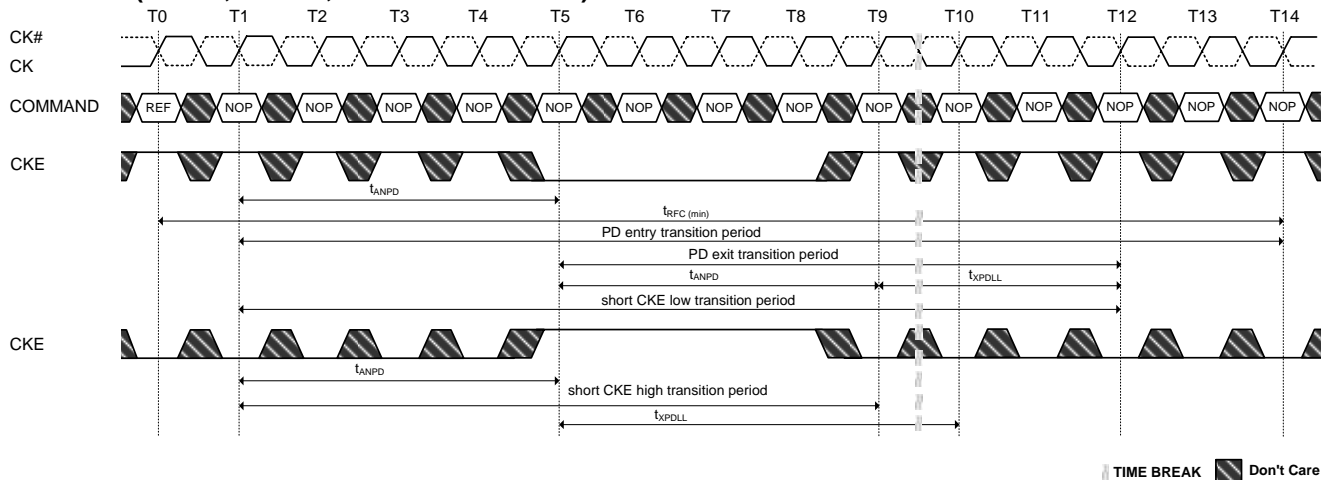 T0 T1 T2 T3 T4 T5 T6 T7 T8 T9 T10 T11 T12 T13 T14
CK#
CK
COMMAND REF NOP NOP NOP NOP NOP NOP NOP NOP NOP NOP NOP NOP NOP NOP
CKE
tANPD
tRFC (min)
PD entry transition period
PD exit transition period
tANPD tXPDLL
short CKE low transition period
CKE
tANPD
short CKE high transition period
tXPDLL
TIME BREAK Don't Care